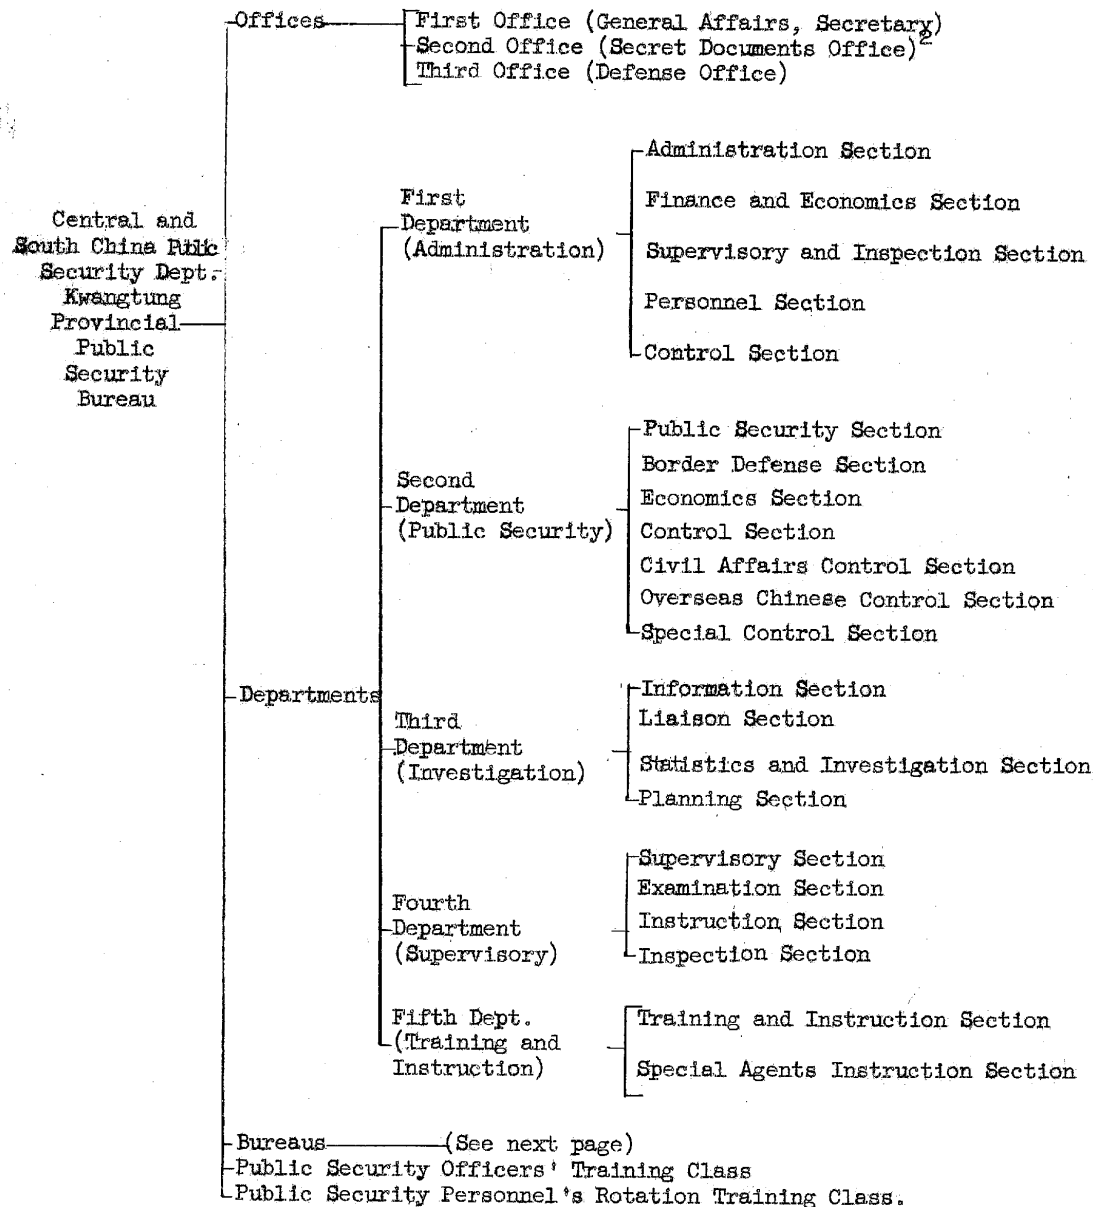 Offices
First Office (General Affairs, Secretary)
Second Office (Secret Documents Office)2
Third Office (Defense Office)
Central and
South China Public
Security Dept.
Kwangtung
Provincial
Public
Security
Bureau
Departments
First
Department
(Administration)
Administration Section
Finance and Economics Section
Supervisory and Inspection Section
Personnel Section
Control Section
Second
Department
(Public Security)
Public Security Section
Border Defense Section
Economics Section
Control Section
Civil Affairs Control Section
Overseas Chinese Control Section
Special Control Section
Third
Department
(Investigation)
Information Section
Liaison Section
Statistics and Investigation Section
Planning Section
Fourth
Department
(Supervisory)
Supervisory Section
Examination Section
Instruction Section
Inspection Section
Fifth Dept.
(Training and
Instruction)
Training and Instruction Section
Special Agents Instruction Section
Bureaus (See next page)
Public Security Officers' Training Class
Public Security Personnel's Rotation Training Class.